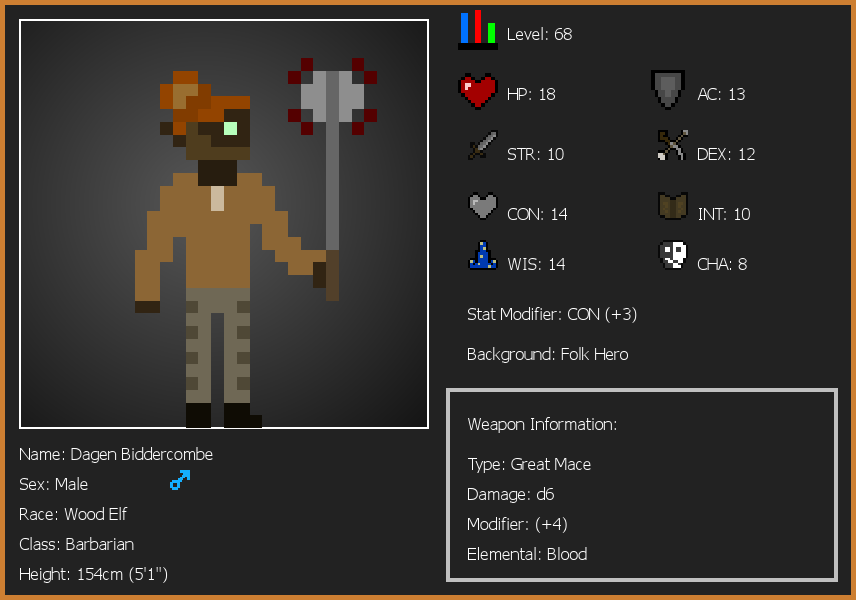 Level: 68
HP: 18
AC: 13
STR: 10
DEX: 12
CON: 14
INT: 10
WIS: 14
CHA: 8
Stat Modifier: CON (+3)
Background: Folk Hero
Weapon Information:
Type: Great Mace
Damage: d6
Modifier: (+4)
Elemental: Blood
Name: Dagen Biddercombe
Sex: Male
Race: Wood Elf
Class: Barbarian
Height: 154cm (5'1")